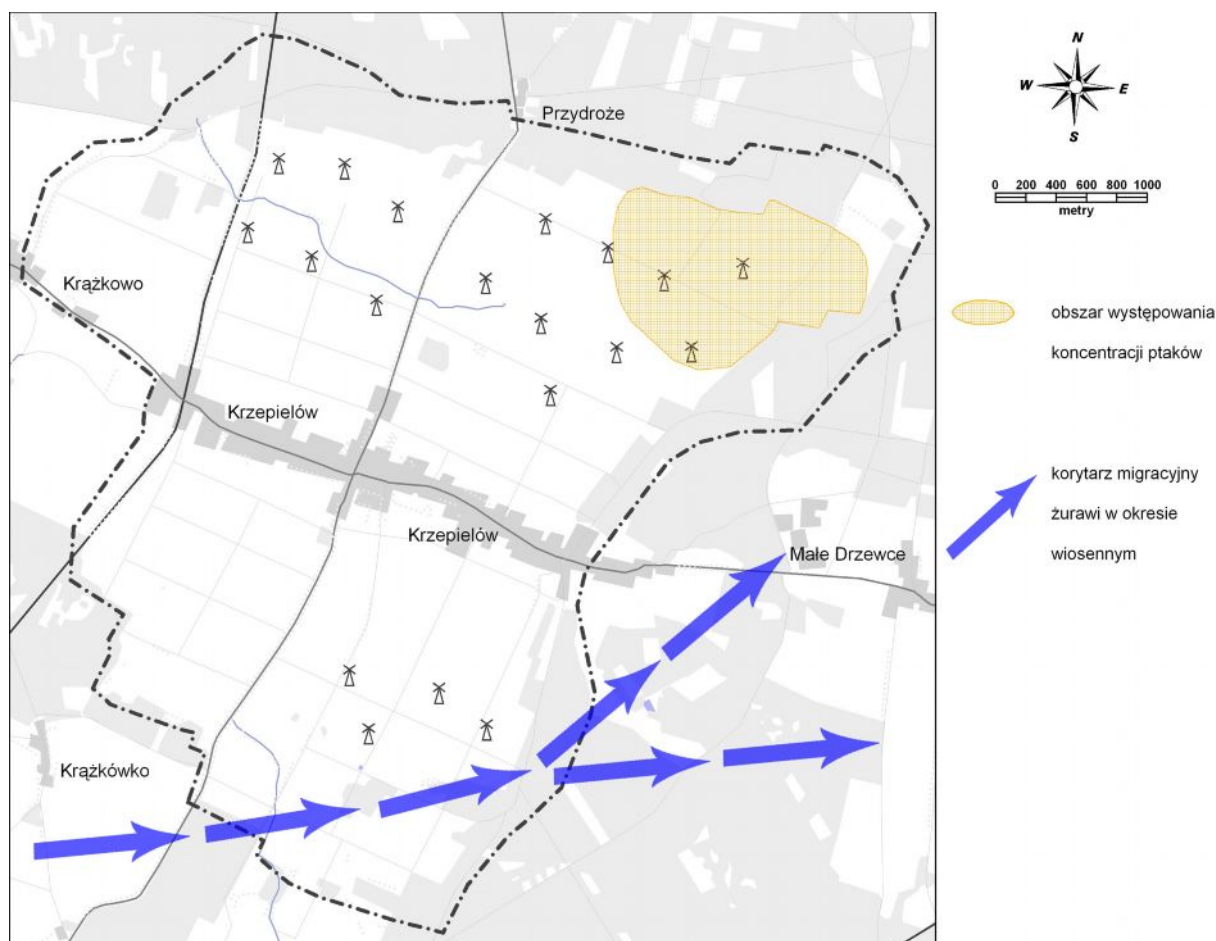 Przydroże
Krążkowo
Krzepielów
Krzepielów
Małe Drzewce
Krążkówko
N
W E
S
0 200 400 600 800 1000
metry
obszar występowania
koncentracji ptaków
korytarz migracyjny
żurawi w okresie
wiosennym